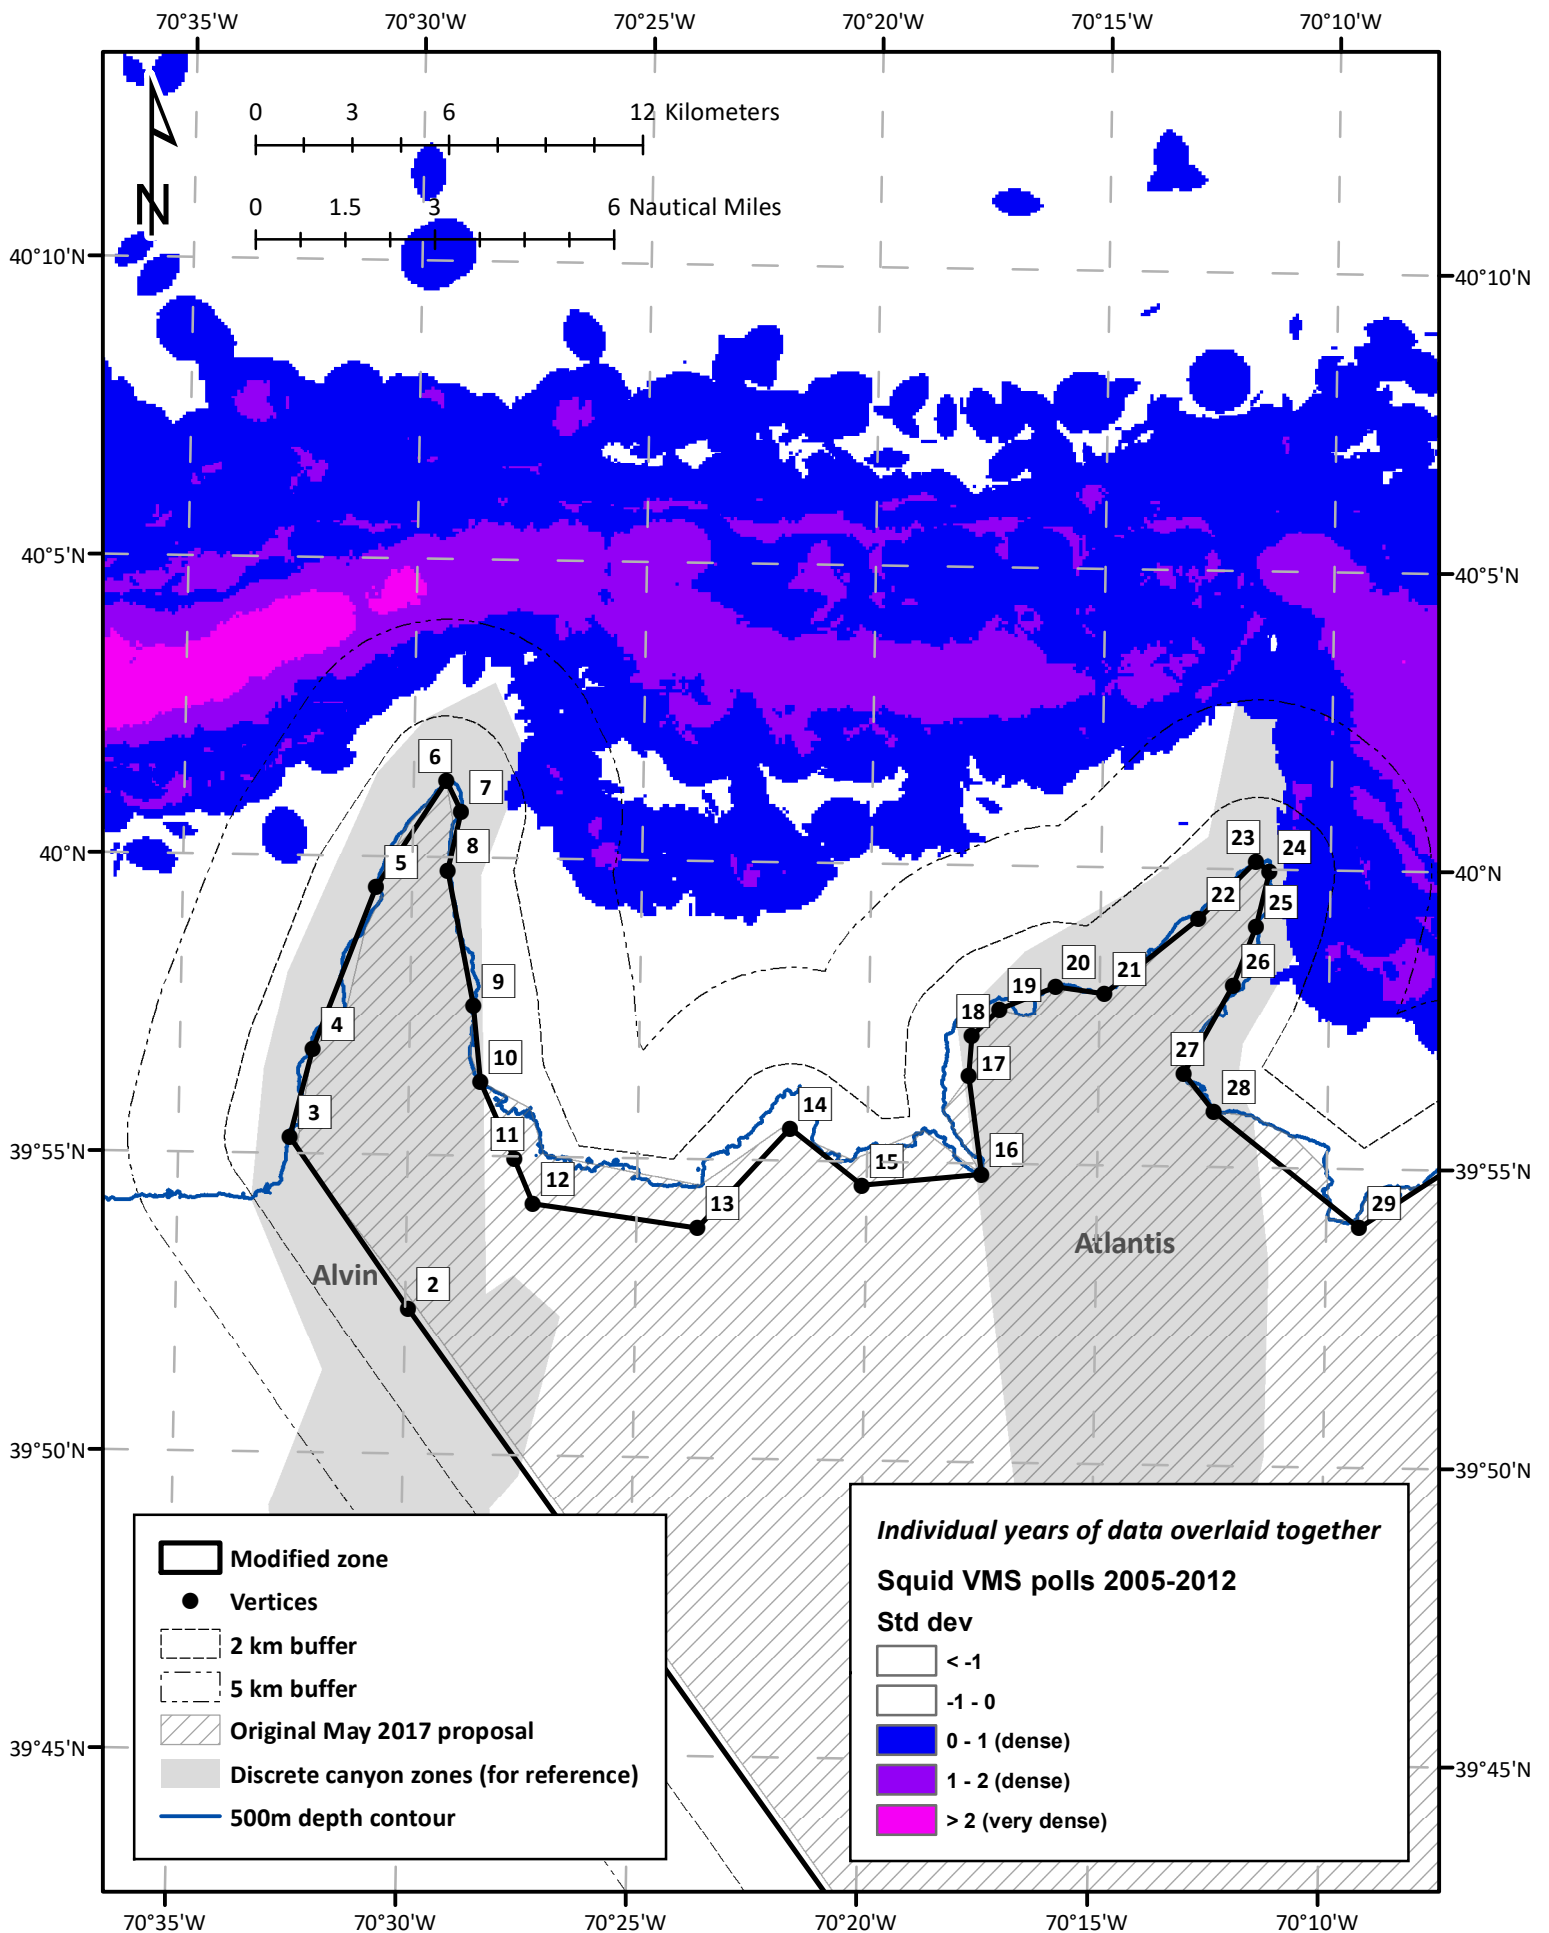 70°35'W 70°30'W 70°25'W 70°20'W 70°15'W 70°10'W
0 3 6 12 Kilometers
N
0 1.5 3 6 Nautical Miles
40°10'N 40°10'N
40°5'N 40°5'N
6
7
8
5
23
24
40°N 40°N
22
25
9
26
20
21
19
18
4
10
17
27
28
3
14
11
15
16
39°55'N 39°55'N
12
13
29
Alvin
2
Atlantis
39°50'N 39°50'N
Modified zone
Vertices
2 km buffer
5 km buffer
Original May 2017 proposal
Discrete canyon zones (for reference)
500m depth contour
Individual years of data overlaid together
Squid VMS polls 2005-2012
Std dev
< -1
-1 - 0
0 - 1 (dense)
1 - 2 (dense)
> 2 (very dense)
39°45'N 39°45'N
70°35'W 70°30'W 70°25'W 70°20'W 70°15'W 70°10'W